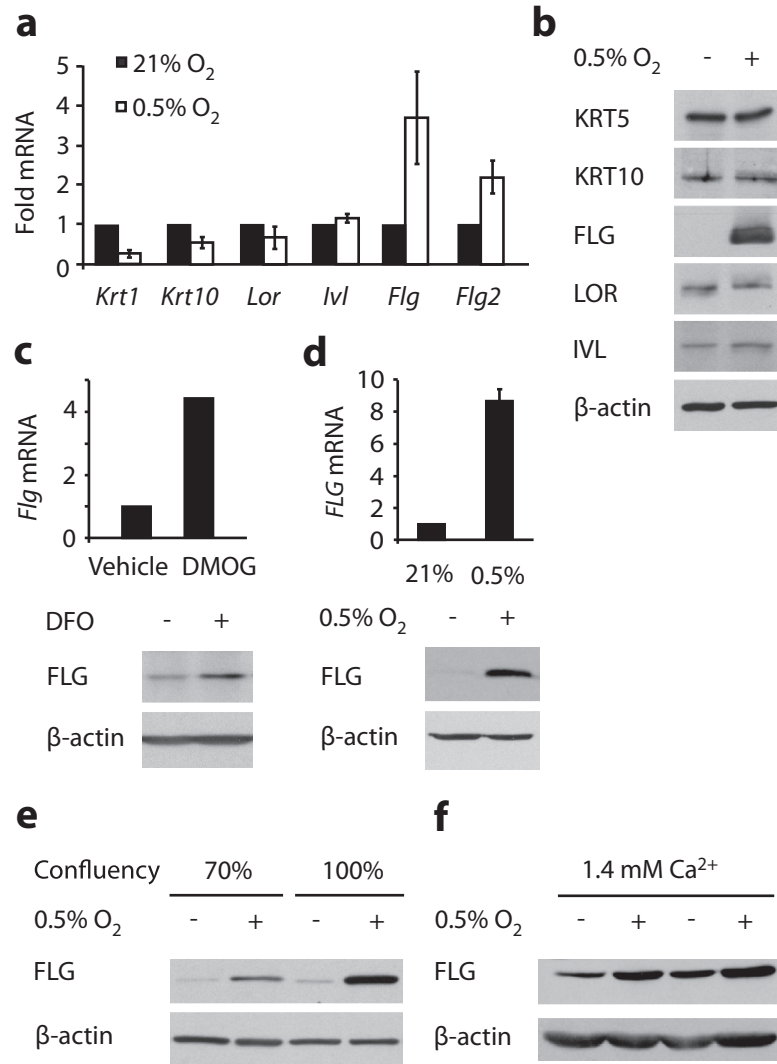 a
5
4
3
2
1
0
Fold mRNA
21% O₂
0.5% O₂
Krt1 Krt10 Lor Ivl Flg Flg2
b
0.5% O₂ - +
KRT5
KRT10
FLG
LOR
IVL
β-actin
c
4
2
0
Flg mRNA
Vehicle DMOG
DFO - +
FLG
β-actin
d
10
8
6
4
2
0
FLG mRNA
21% 0.5%
0.5% O₂ - +
FLG
β-actin
e
Confluency 70% 100%
0.5% O₂ - + - +
FLG
β-actin
f
1.4 mM Ca²⁺
0.5% O₂ - + - +
FLG
β-actin